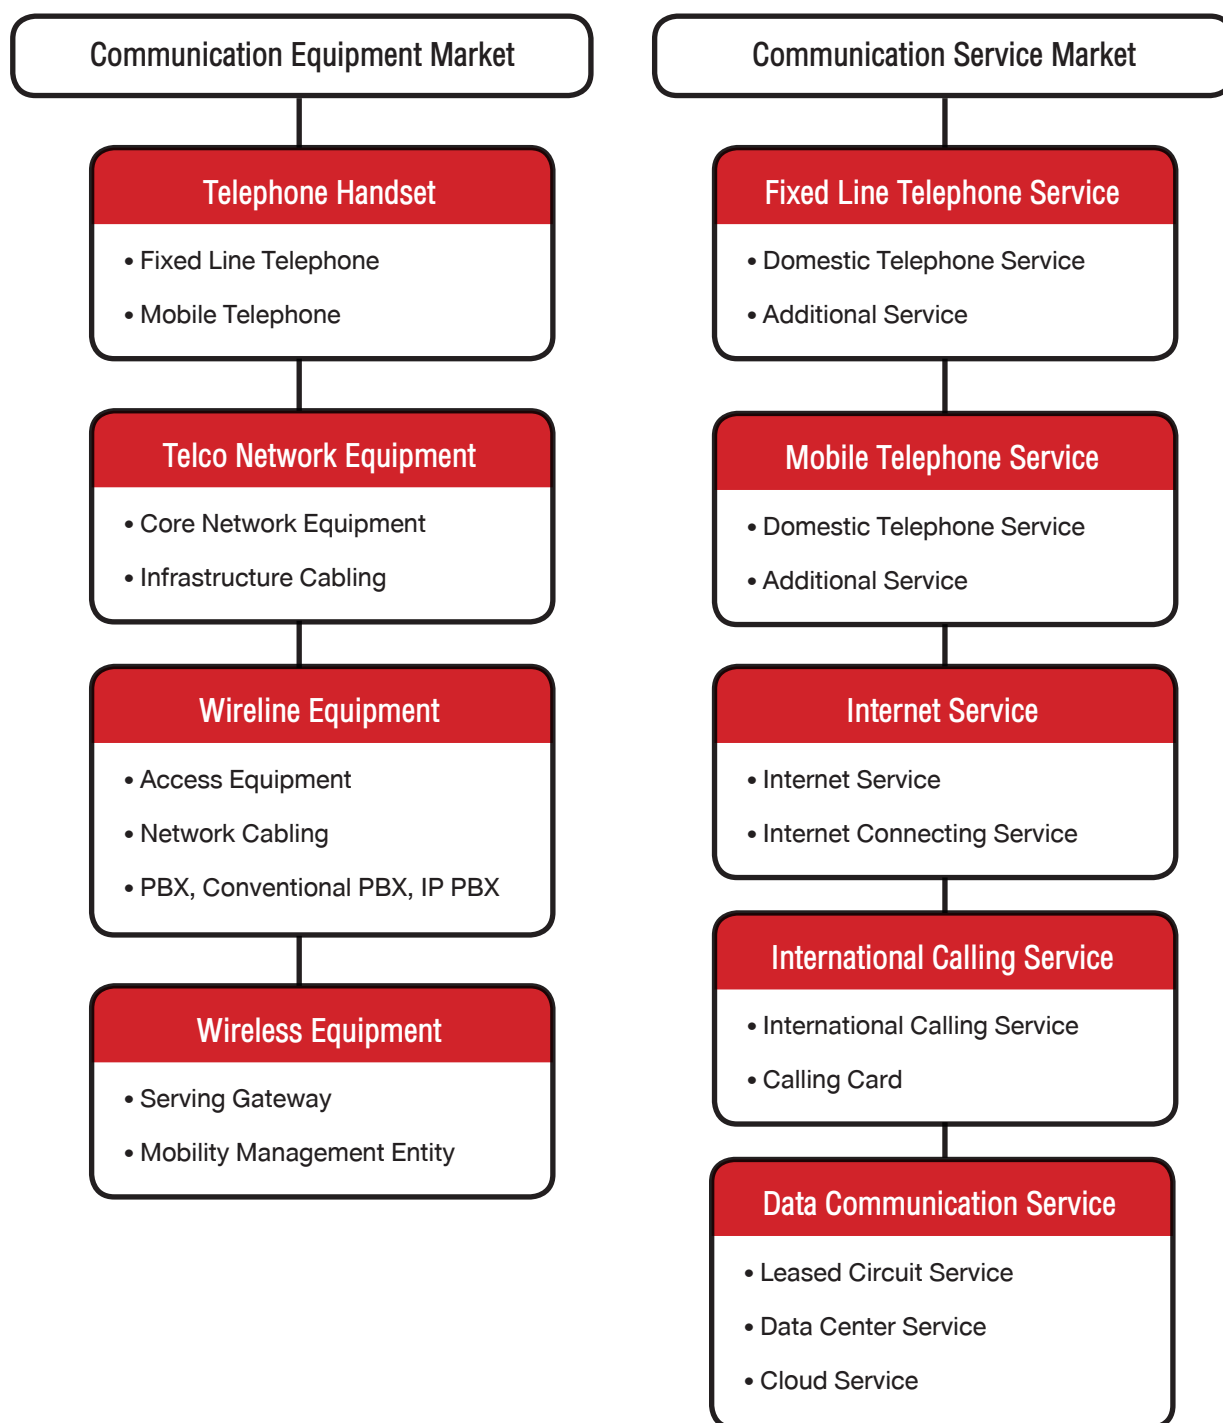 Communication Equipment Market
Telephone Handset
• Fixed Line Telephone
• Mobile Telephone
Telco Network Equipment
• Core Network Equipment
• Infrastructure Cabling
Wireline Equipment
• Access Equipment
• Network Cabling
• PBX, Conventional PBX, IP PBX
Wireless Equipment
• Serving Gateway
• Mobility Management Entity
Communication Service Market
Fixed Line Telephone Service
• Domestic Telephone Service
• Additional Service
Mobile Telephone Service
• Domestic Telephone Service
• Additional Service
Internet Service
• Internet Service
• Internet Connecting Service
International Calling Service
• International Calling Service
• Calling Card
Data Communication Service
• Leased Circuit Service
• Data Center Service
• Cloud Service